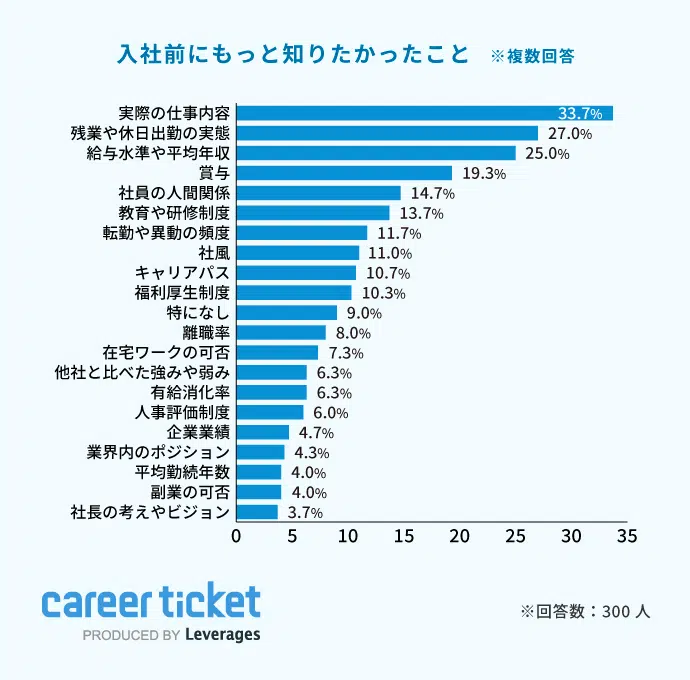 入社前にもっと知りたかったこと ※複数回答
実際の仕事内容 33.7%
残業や休日出勤の実態 27.0%
給与水準や平均年収 25.0%
賞与 19.3%
社員の人間関係 14.7%
教育や研修制度 13.7%
転勤や異動の頻度 11.7%
社風 11.0%
キャリアパス 10.7%
福利厚生制度 10.3%
特になし 9.0%
離職率 8.0%
在宅ワークの可否 7.3%
他社と比べた強みや弱み 6.3%
有給消化率 6.3%
人事評価制度 6.0%
企業業績 4.7%
業界内のポジション 4.3%
平均勤続年数 4.0%
副業の可否 4.0%
社長の考えやビジョン 3.7%
0 5 10 15 20 25 30 35
career ticket
PRODUCED BY Leverages
※回答数：300 人